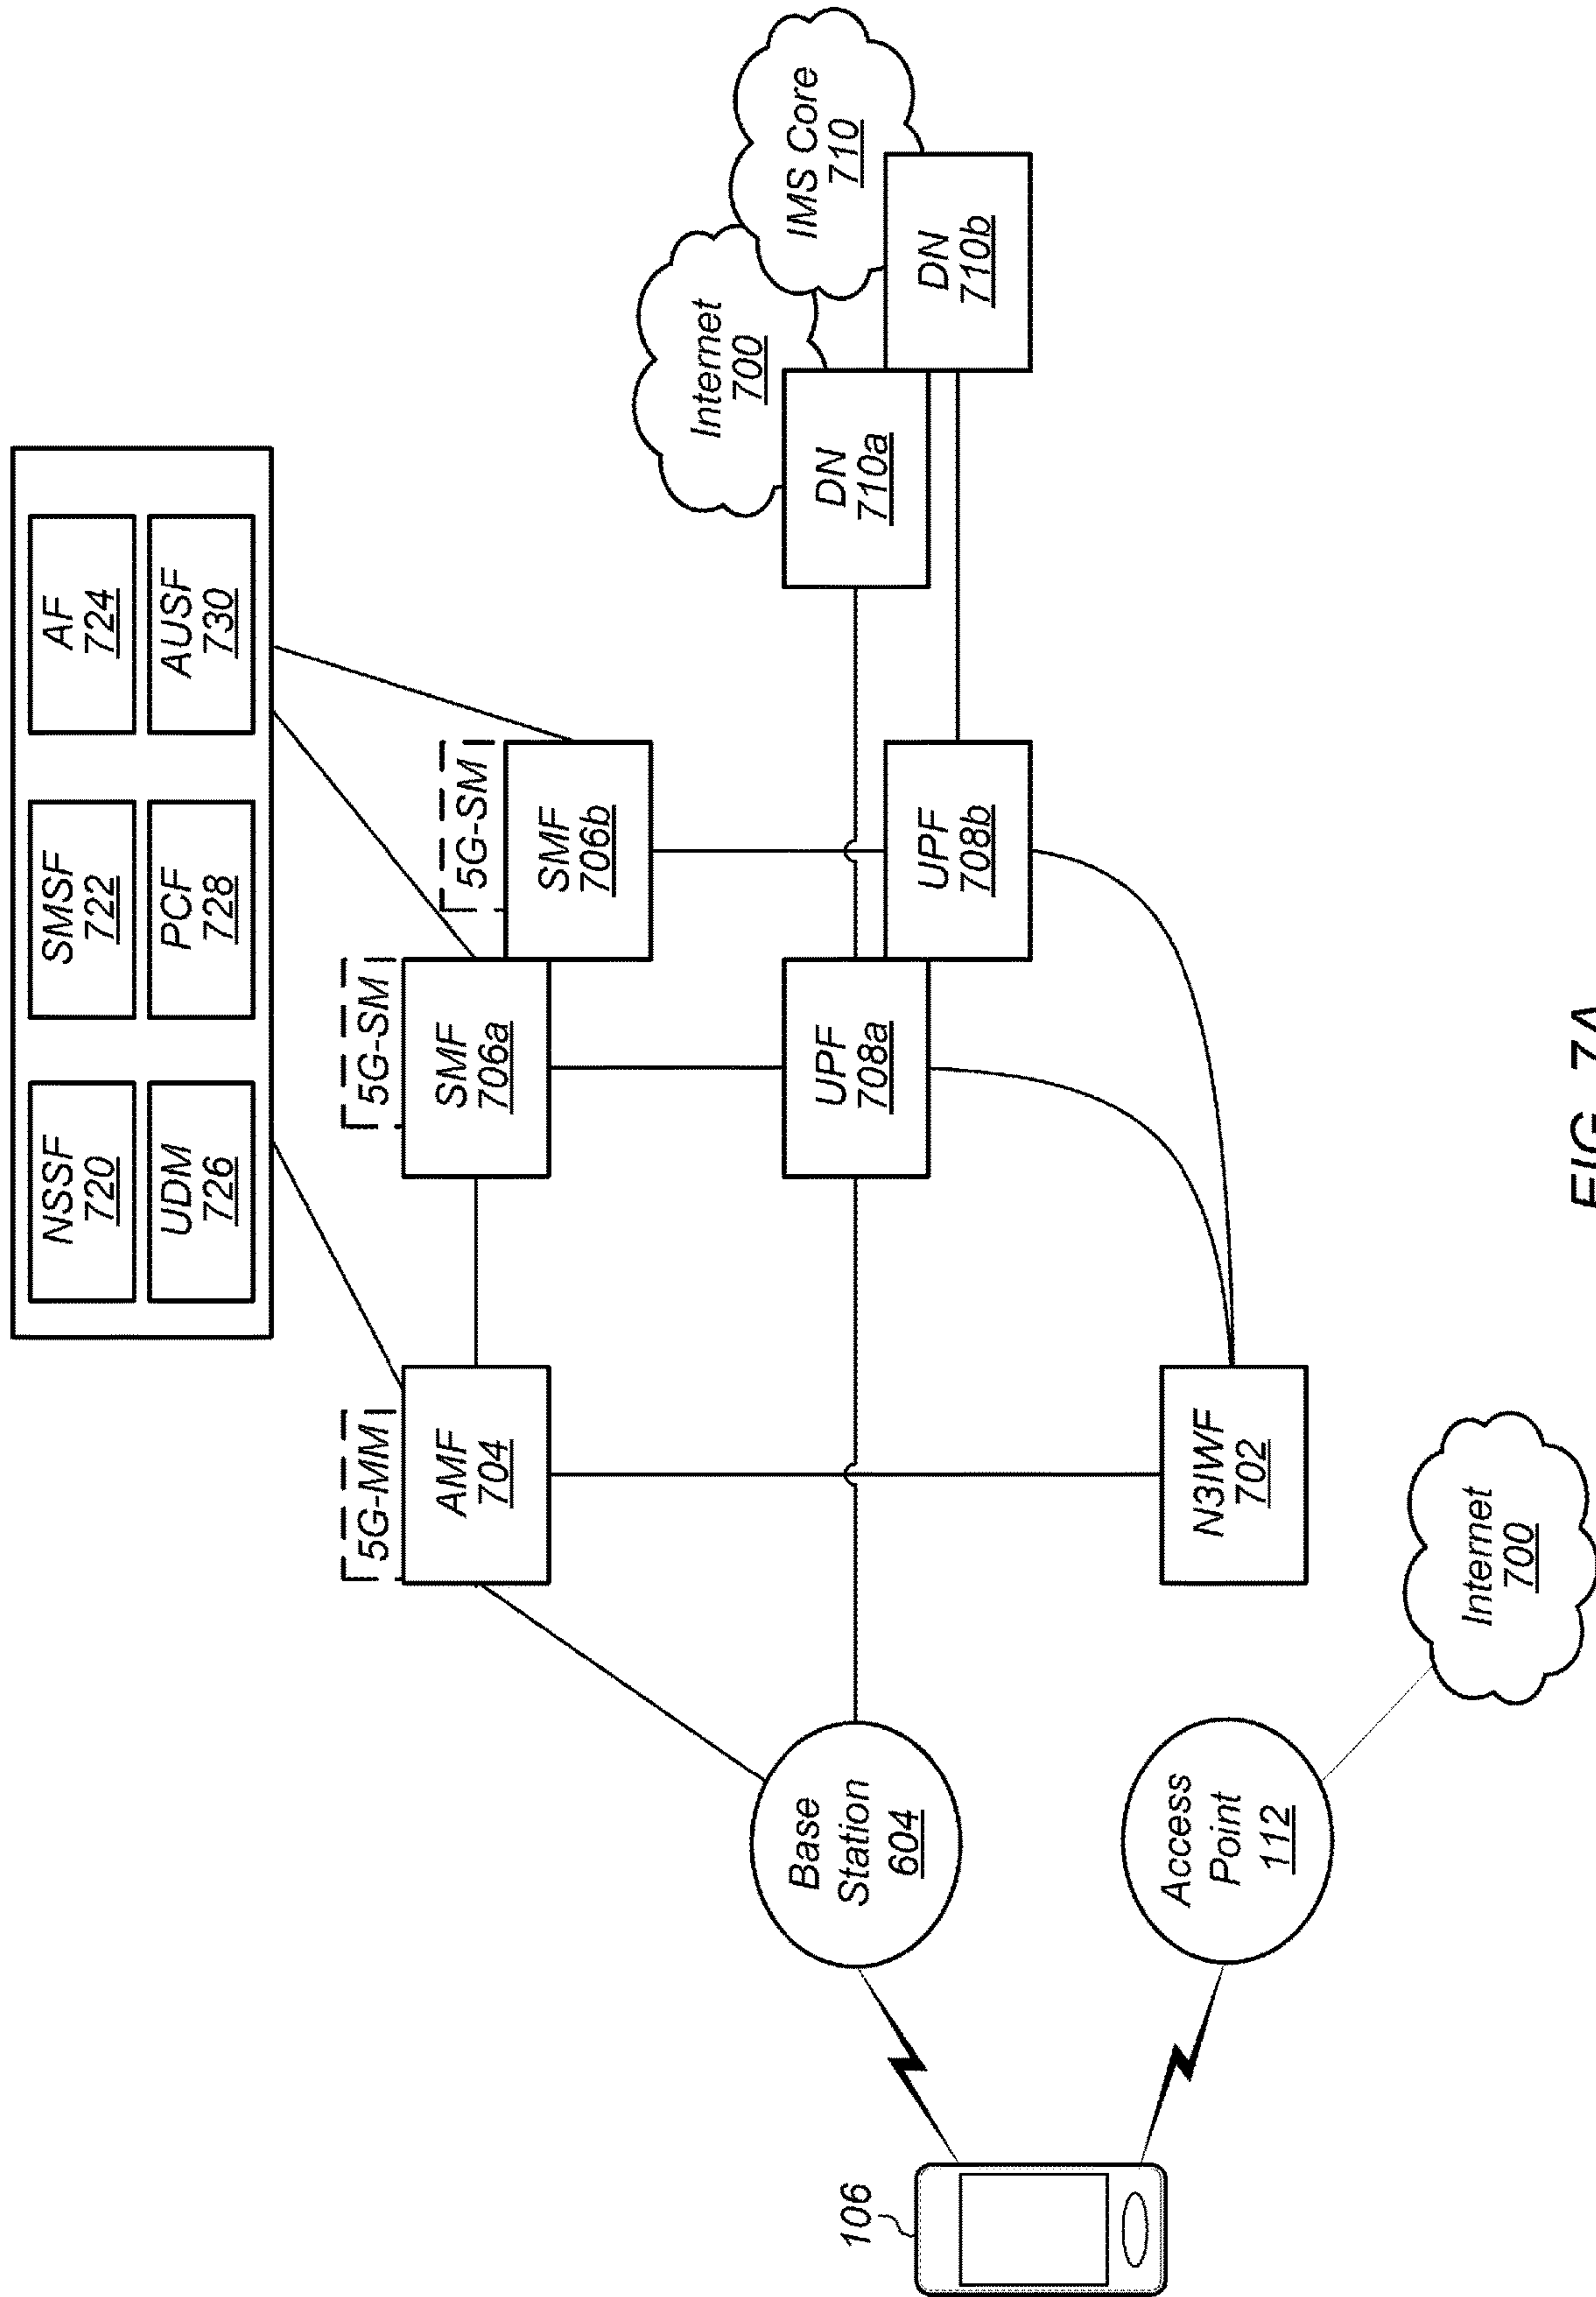 NSSF
720
SMSF
722
AF
724
UDM
726
PCF
728
AUSF
730
5G-MM
AMF
704
5G-SM
SMF
706a
5G-SM
SMF
706b
Internet
700
IMS Core
710
106
Base
Station
604
UPF
708a
UPF
708b
DN
710a
DN
710b
Access
Point
112
N3IWF
702
Internet
700
FIG. 7A